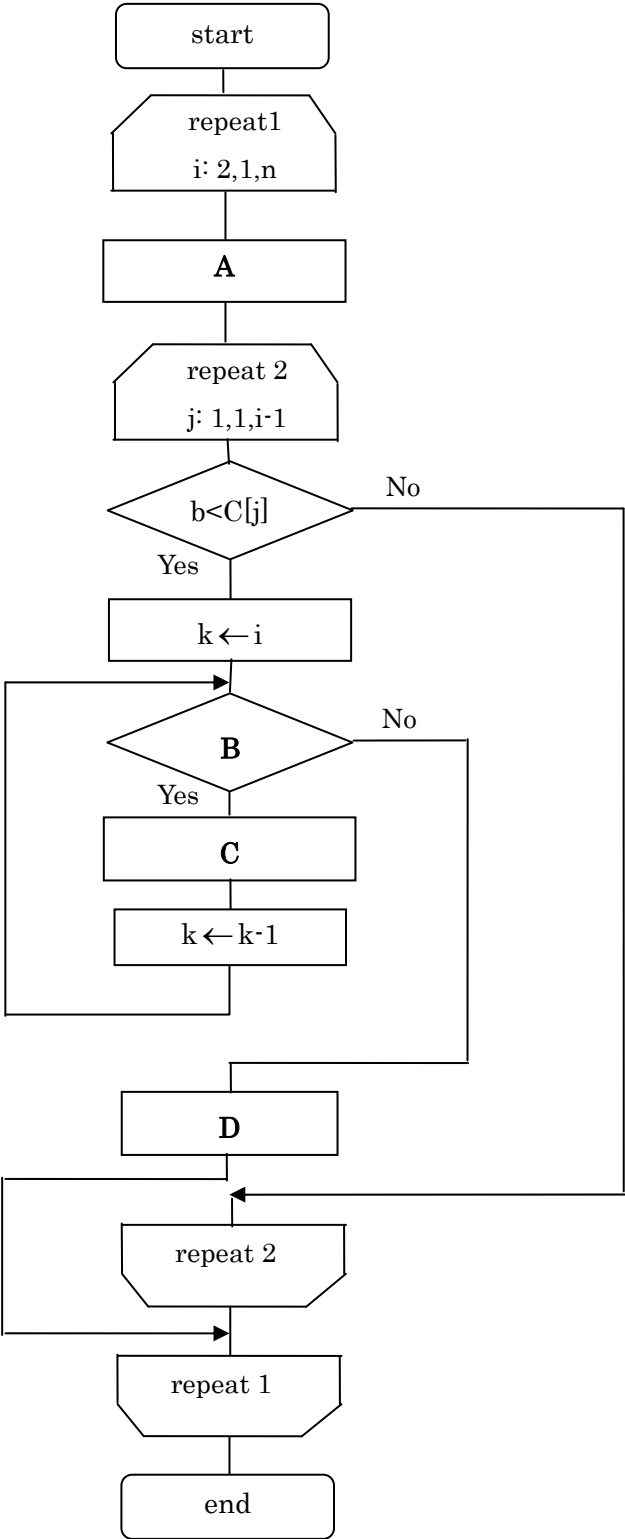 start
repeat1
i: 2,1,n
A
repeat 2
j: 1,1,i-1
b<C[j]
No
Yes
k←i
No
B
Yes
C
k←k-1
D
repeat 2
repeat 1
end